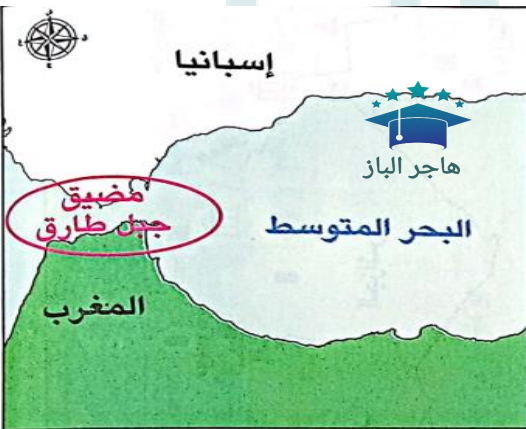 إسبانيا
هاجر الباز
مضيق
جبل طارق
البحر المتوسط
المغرب